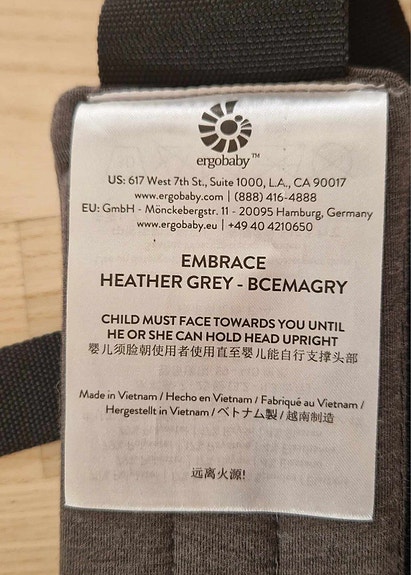 ergobaby™
US: 617 West 7th St., Suite 1000, L.A., CA 90017
www.ergobaby.com | (888) 416-4888
EU: GmbH - Mönckebergstr. 11 - 20095 Hamburg, Germany
www.ergobaby.eu | +49 40 4210650
EMBRACE
HEATHER GREY - BCEMAGRY
CHILD MUST FACE TOWARDS YOU UNTIL
HE OR SHE CAN HOLD HEAD UPRIGHT
婴儿须脸朝使用者使用直至婴儿能自行支撑头部
Made in Vietnam / Hecho en Vietnam / Fabriqué au Vietnam /
Hergestellt in Vietnam / ベトナム製 / 越南制造
远离火源!